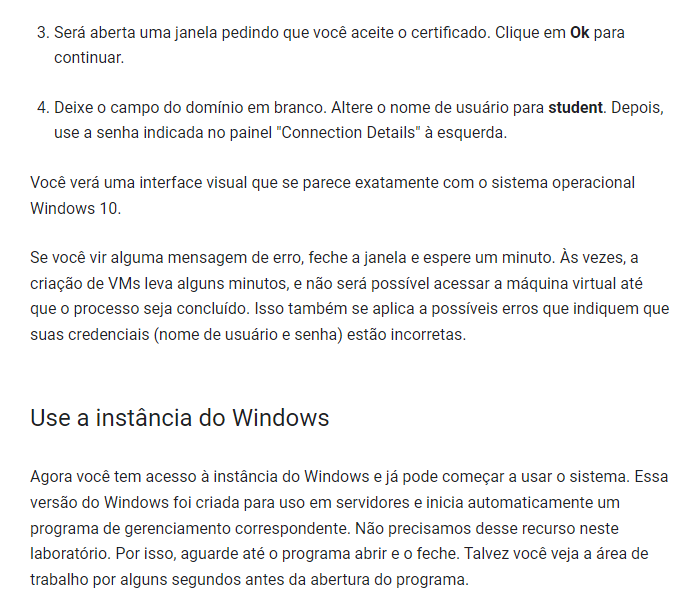 3. Será aberta uma janela pedindo que você aceite o certificado. Clique em Ok para
continuar.
4. Deixe o campo do domínio em branco. Altere o nome de usuário para student. Depois,
use a senha indicada no painel "Connection Details" à esquerda.
Você verá uma interface visual que se parece exatamente com o sistema operacional
Windows 10.
Se você vir alguma mensagem de erro, feche a janela e espere um minuto. Às vezes, a
criação de VMs leva alguns minutos, e não será possível acessar a máquina virtual até
que o processo seja concluído. Isso também se aplica a possíveis erros que indiquem que
suas credenciais (nome de usuário e senha) estão incorretas.
Use a instância do Windows
Agora você tem acesso à instância do Windows e já pode começar a usar o sistema. Essa
versão do Windows foi criada para uso em servidores e inicia automaticamente um
programa de gerenciamento correspondente. Não precisamos desse recurso neste
laboratório. Por isso, aguarde até o programa abrir e o feche. Talvez você veja a área de
trabalho por alguns segundos antes da abertura do programa.